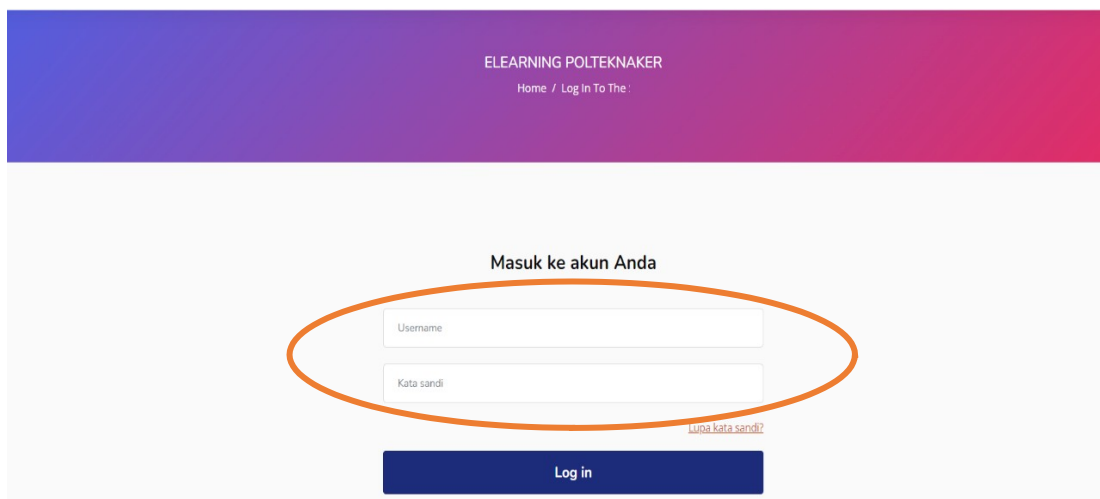 ELEARNING POLTEKNAKER
Home / Log In To The
Masuk ke akun Anda
Username
Kata sandi
Lupa kata sandi?
Log in